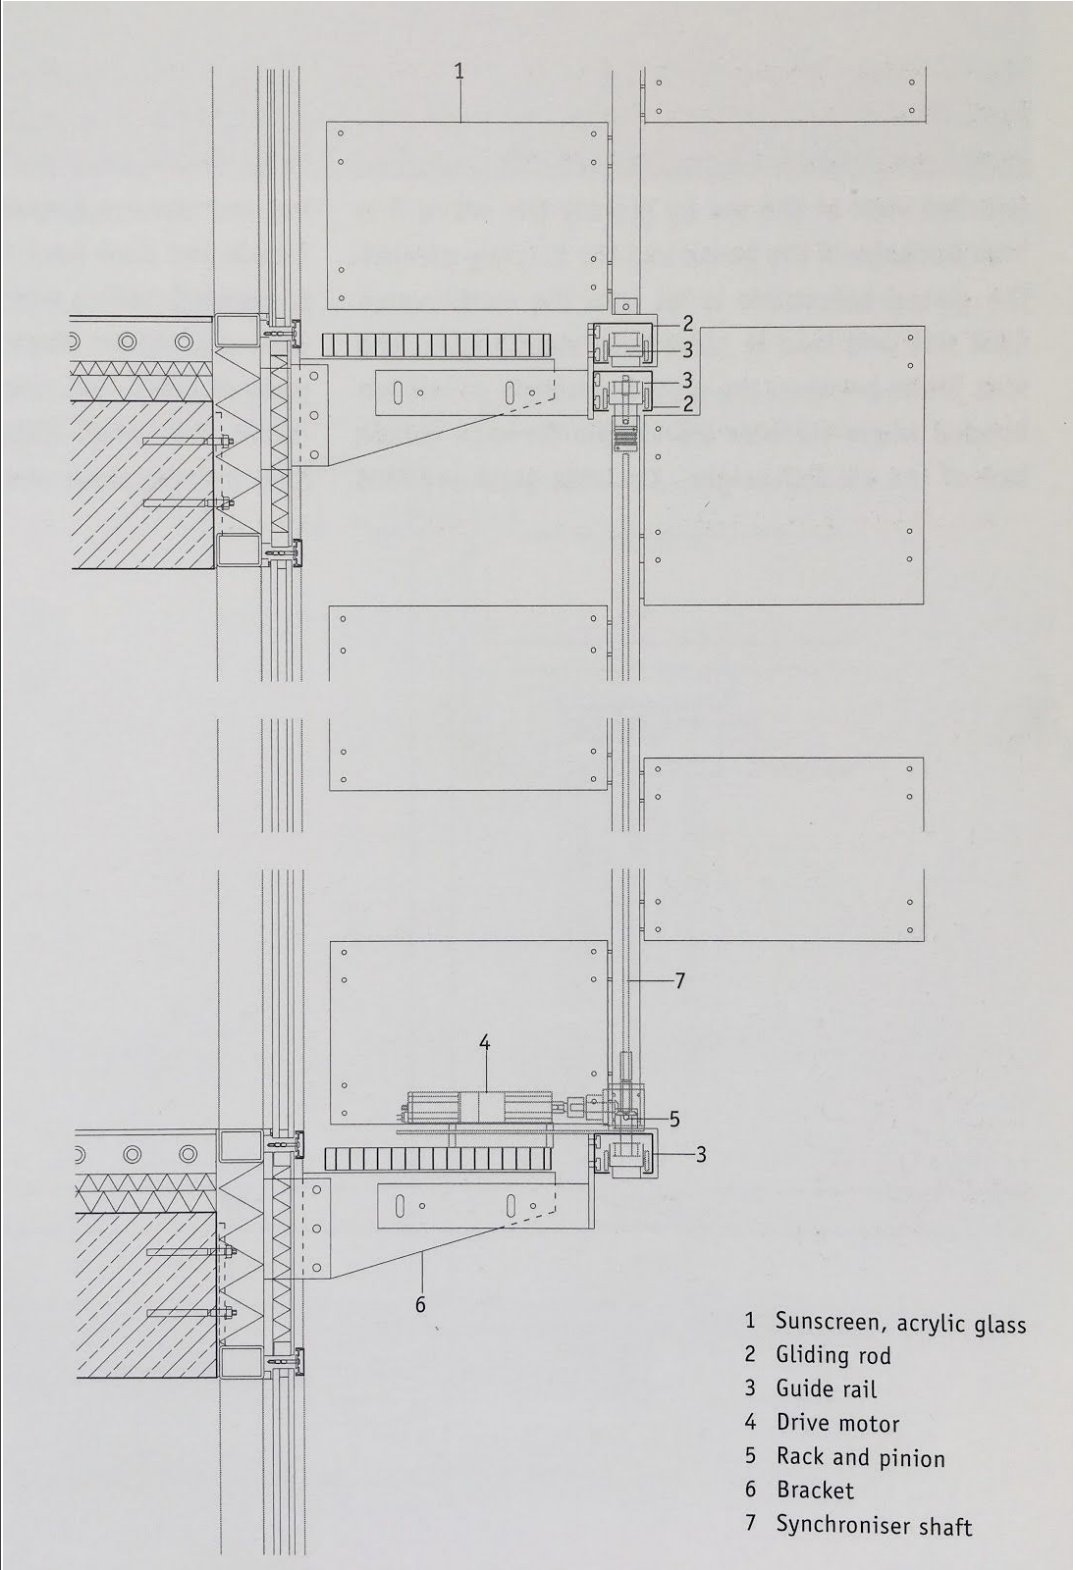 1
2
3
3
2
7
4
5
3
6
1 Sunscreen, acrylic glass
2 Gliding rod
3 Guide rail
4 Drive motor
5 Rack and pinion
6 Bracket
7 Synchroniser shaft